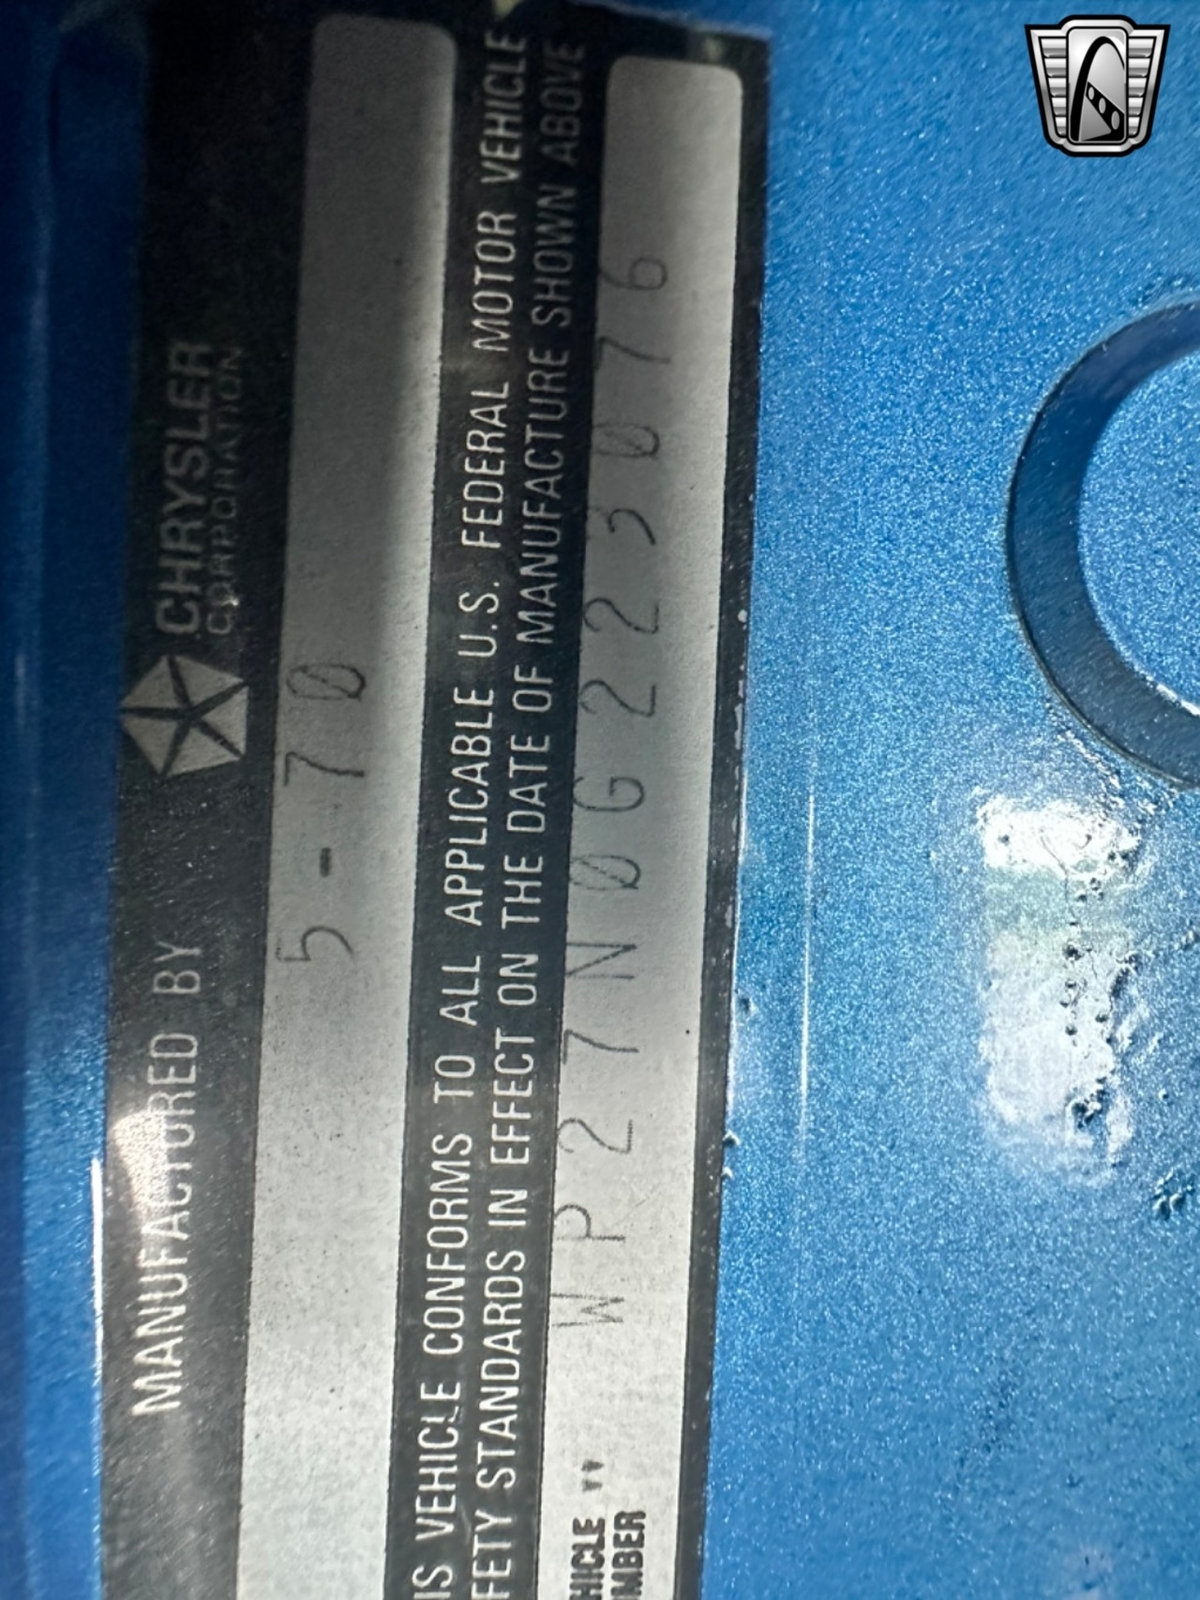 MANUFACTURED BY CHRYSLER
CORPORATION
5-70
IS VEHICLE CONFORMS TO ALL APPLICABLE U.S. FEDERAL MOTOR VEHICLE
FETY STANDARDS IN EFFECT ON THE DATE OF MANUFACTURE SHOWN ABOVE
HICLE " WP27N0G223076
MBER